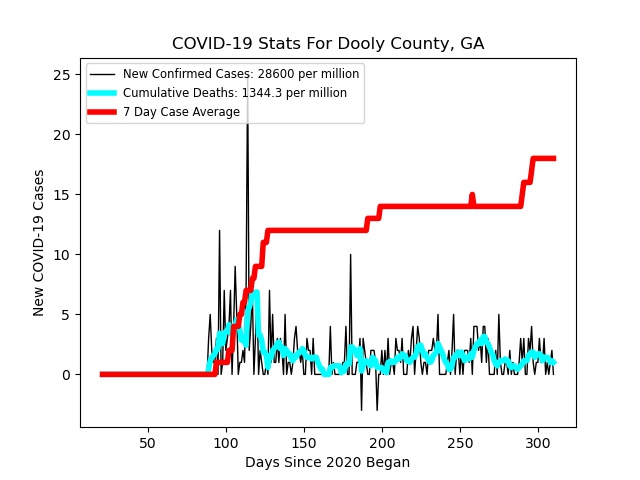 COVID-19 Stats For Dooly County, GA
New Confirmed Cases: 28600 per million
Cumulative Deaths: 1344.3 per million
7 Day Case Average
New COVID-19 Cases
25
20
15
10
5
0
50 100 150 200 250 300
Days Since 2020 Began